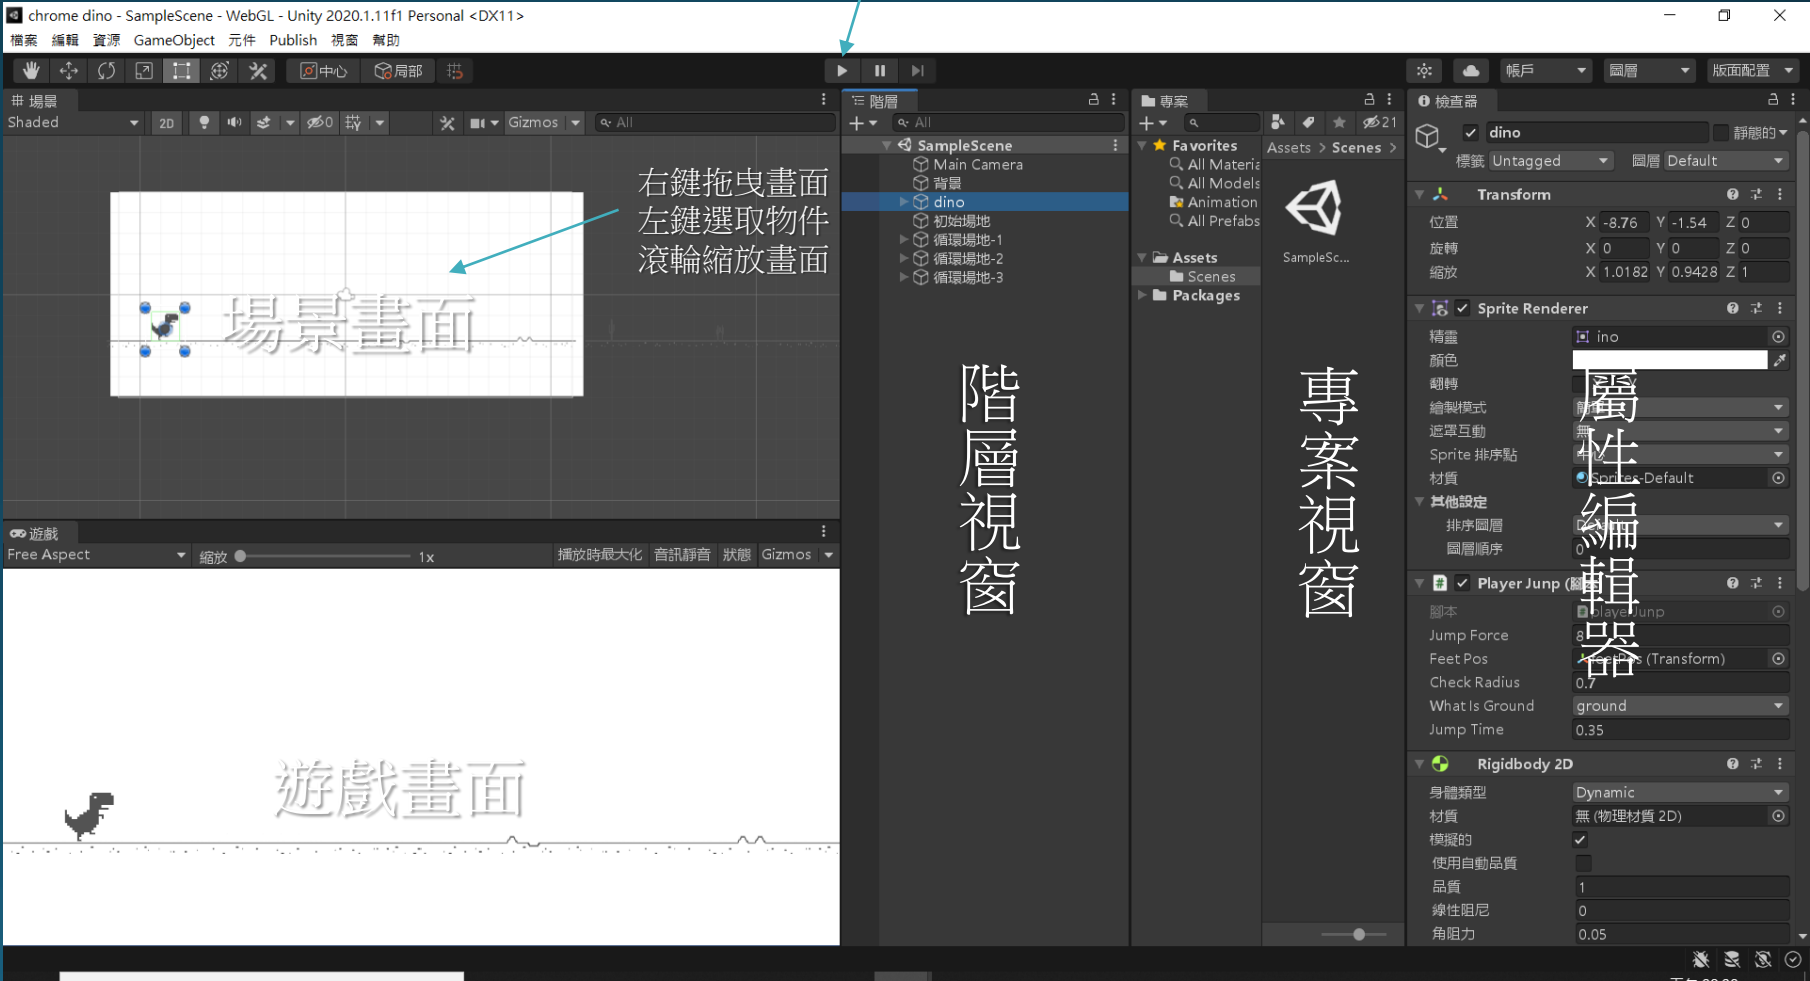 chrome dino - SampleScene - WebGL - Unity 2020.1.11f1 Personal <DX11>
檔案 編輯 資源 GameObject 元件 Publish 視窗 幫助
中心 局部 帳戶 圖層 版面配置
場景
Shaded 2D 0 Gizmos All
右鍵拖曳畫面
左鍵選取物件
滾輪縮放畫面
場景畫面
遊戲
Free Aspect 縮放 1x 播放時最大化 音訊靜音 狀態 Gizmos
遊戲畫面
階層
All
SampleScene
Main Camera
背景
dino
初始場地
循環場地-1
循環場地-2
循環場地-3
階層視窗
專案
21
Favorites
All Materia
All Models
Animation
All Prefabs
Assets
Scenes
Packages
Assets > Scenes >
SampleSc...
專案視窗
檢查器
dino 靜態的
標籤 Untagged 圖層 Default
Transform
位置 X -8.76 Y -1.54 Z 0
旋轉 X 0 Y 0 Z 0
縮放 X 1.0182 Y 0.9428 Z 1
Sprite Renderer
精靈 ino
顏色
翻轉
繪製模式
遮罩互動 無
Sprite 排序點
材質 Sprites-Default
其他設定
排序圖層
圖層順序 0
屬性編輯器
Player Junp
腳本 playerJunp
Jump Force 8
Feet Pos feetPos (Transform)
Check Radius 0.7
What Is Ground ground
Jump Time 0.35
Rigidbody 2D
身體類型 Dynamic
材質 無 (物理材質 2D)
模擬的
使用自動品質
品質 1
線性阻尼 0
角阻力 0.05